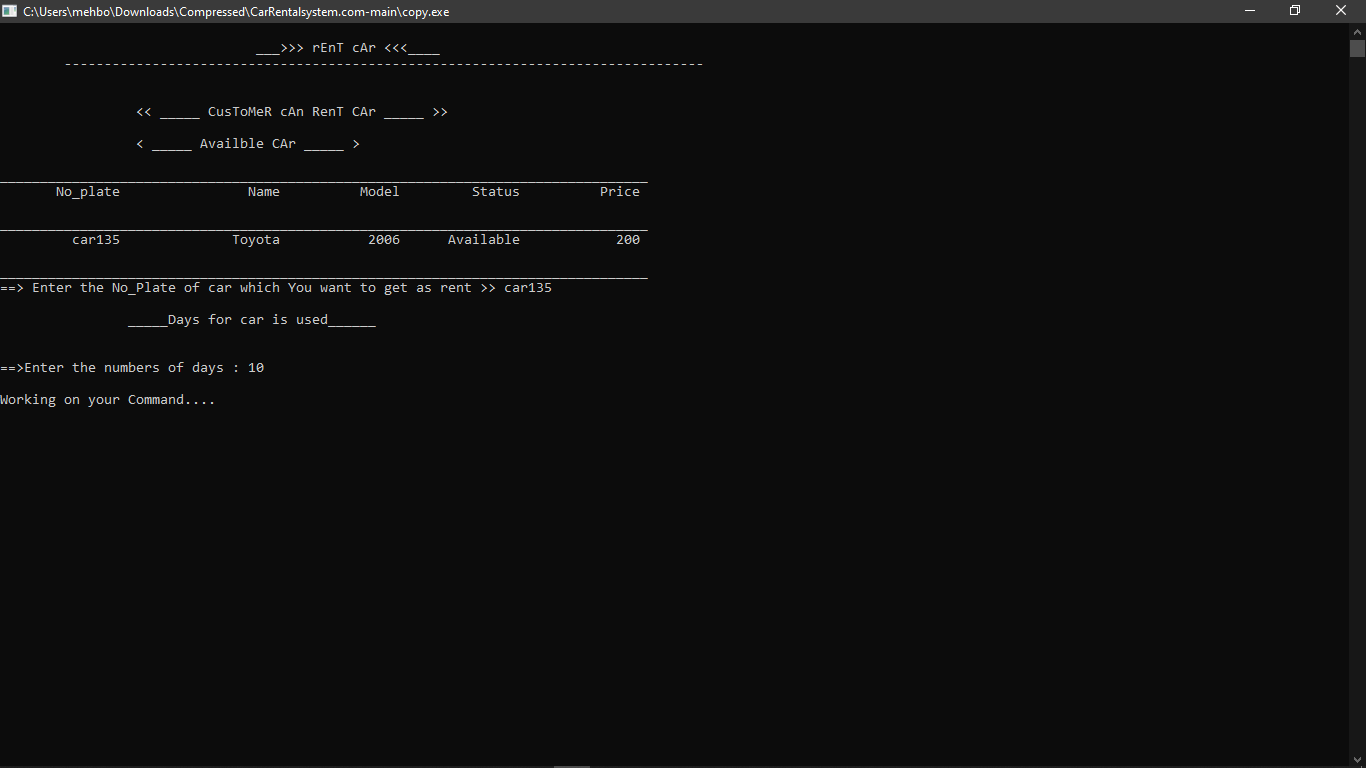 C:\Users\mehbo\Downloads\Compressed\CarRentalsystem.com-main\copy.exe
___>>> rEnT cAr <<<____
--------------------------------------------------------------------------------
<< _____ CusToMeR cAn RenT CAr _____ >>
< _____ Availble CAr _____ >
_________________________________________________________________________________
No_plate Name Model Status Price
_________________________________________________________________________________
car135 Toyota 2006 Available 200
_________________________________________________________________________________
==> Enter the No_Plate of car which You want to get as rent >> car135
_____Days for car is used______
==>Enter the numbers of days : 10
Working on your Command....